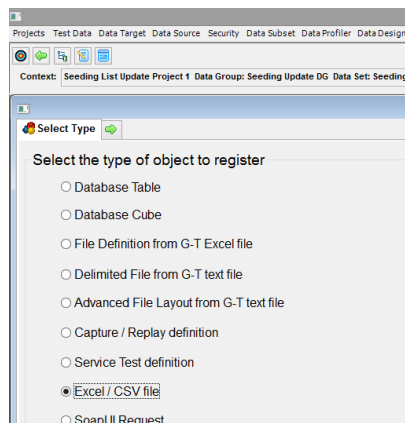 Projects Test Data Data Target Data Source Security Data Subset Data Profiler Data Design
Context: Seeding List Update Project 1 Data Group: Seeding Update DG Data Set: Seeding
Select Type
Select the type of object to register
Database Table
Database Cube
File Definition from G-T Excel file
Delimited File from G-T text file
Advanced File Layout from G-T text file
Capture / Replay definition
Service Test definition
Excel / CSV file
SoapUI Request